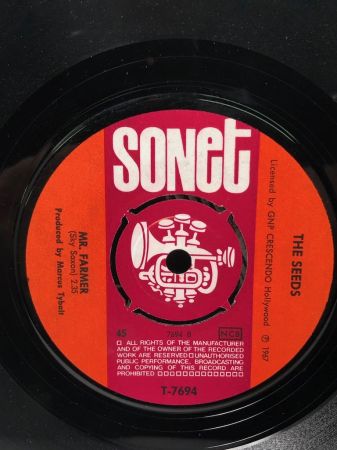 SONET
MR. FARMER
(Sky Saxon) 2.35
Produced by Marcus Tybalt
THE SEEDS
Licensed by GNP CRESCENDO Hollywood
Ⓟ 1967
45
7694 B
NCB
□ ALL RIGHTS OF THE MANUFACTURER
AND OF THE OWNER OF THE RECORDED
WORK ARE RESERVED □ UNAUTHORISED
PUBLIC PERFORMANCE, BROADCASTING
AND COPYING OF THIS RECORD ARE
PROHIBITED □□□□□□□□□□□□
T-7694